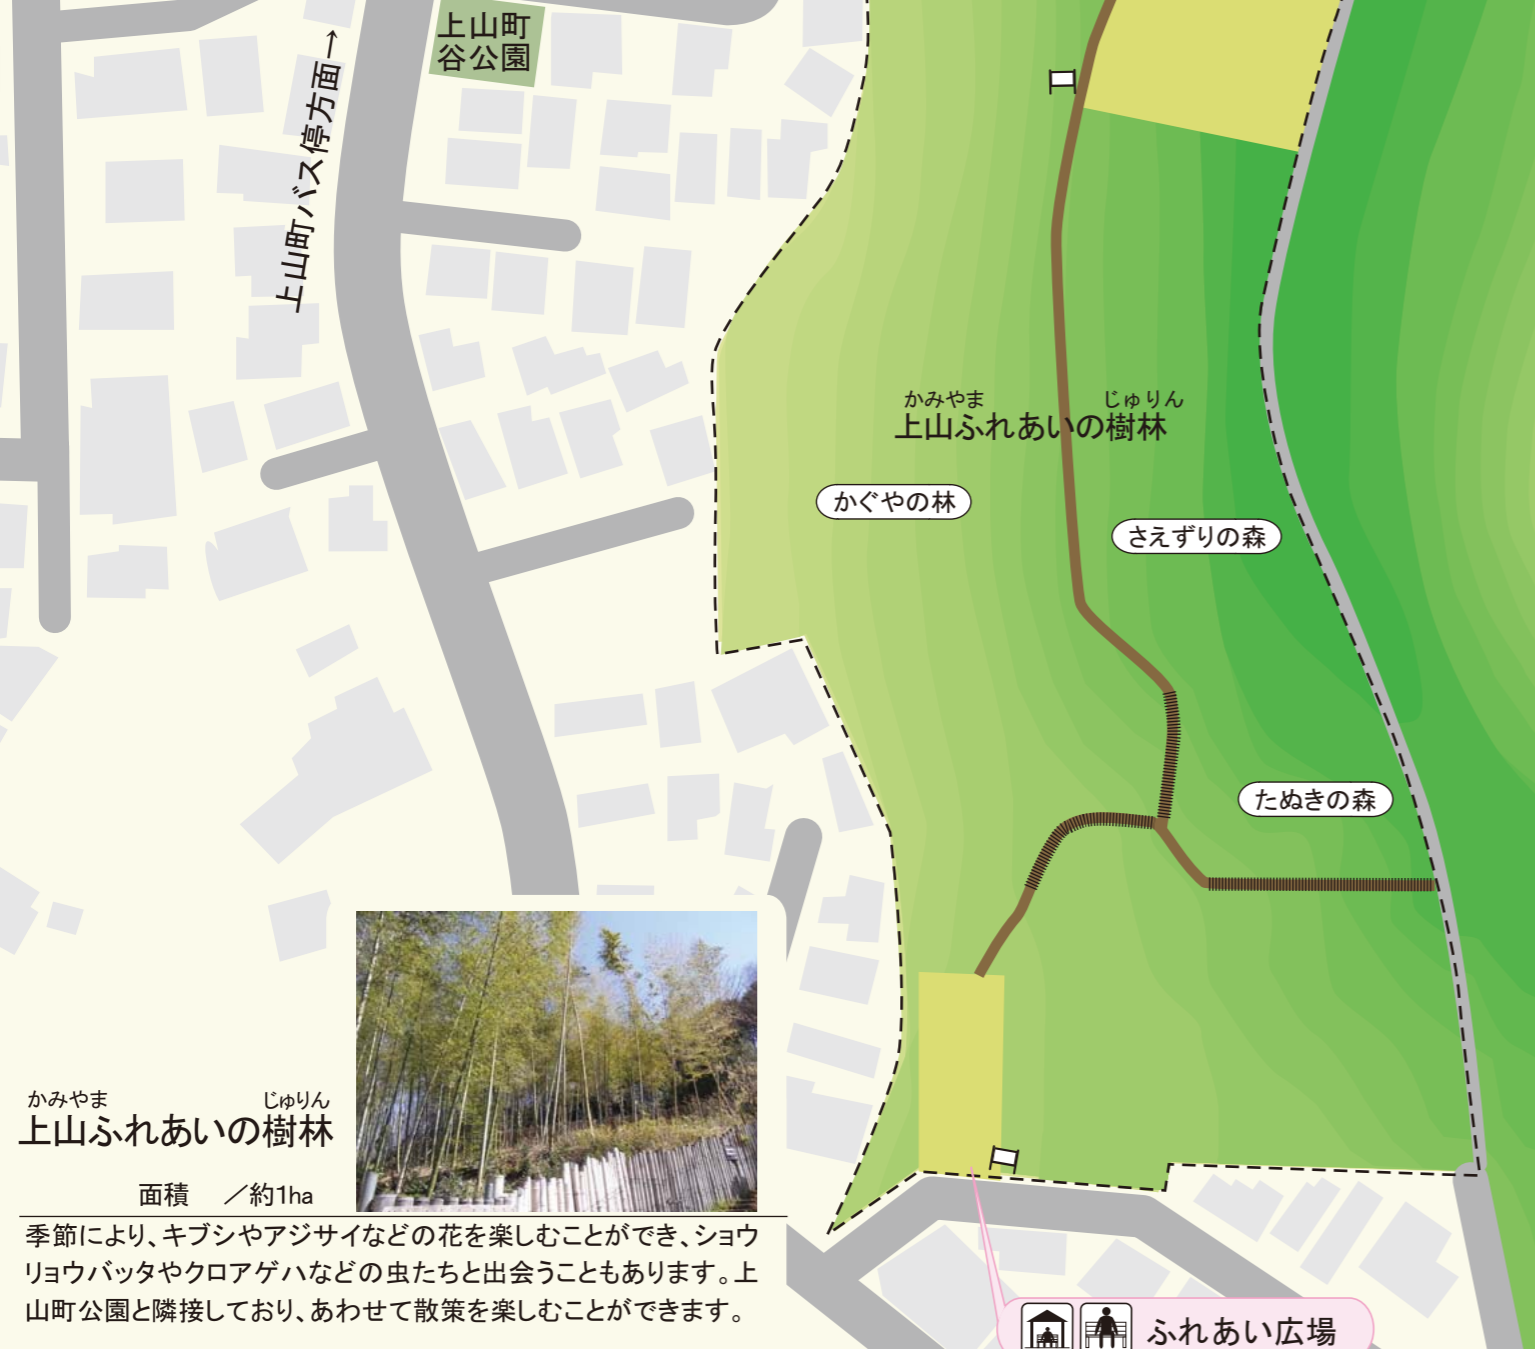 上山町
谷公園
上山町バス停方面→
かみやま じゅりん
上山ふれあいの樹林
かぐやの林
さえずりの森
たぬきの森
かみやま じゅりん
上山ふれあいの樹林
面積 ／約1ha
季節により、キブシやアジサイなどの花を楽しむことができ、ショウ
リョウバッタやクロアゲハなどの虫たちと出会うこともあります。上
山町公園と隣接しており、あわせて散策を楽しむことができます。
ふれあい広場